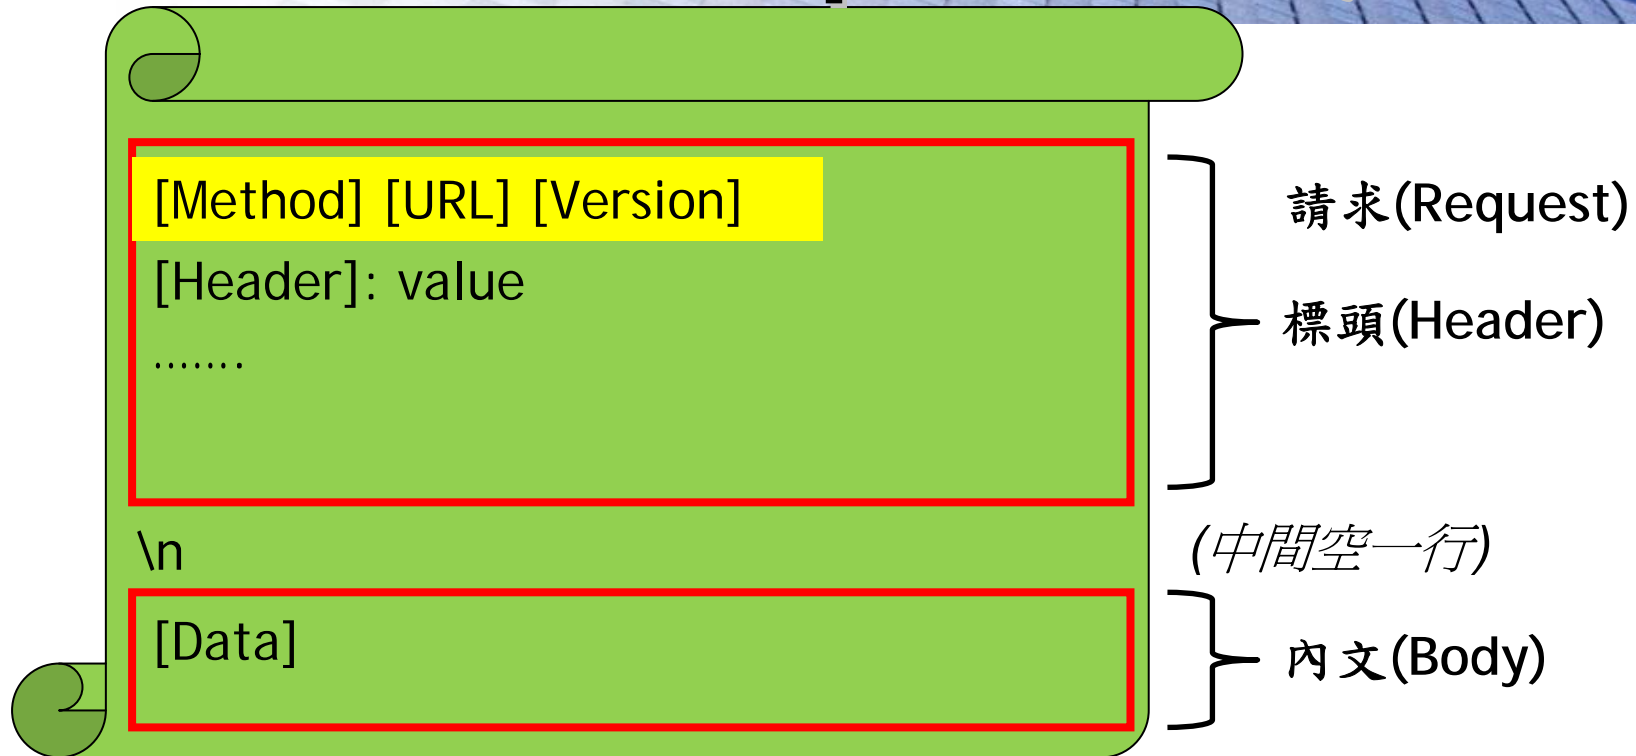 [Method] [URL] [Version]
請求(Request)
[Header]: value
標頭(Header)
.......
\n
(中間空一行)
[Data]
內文(Body)